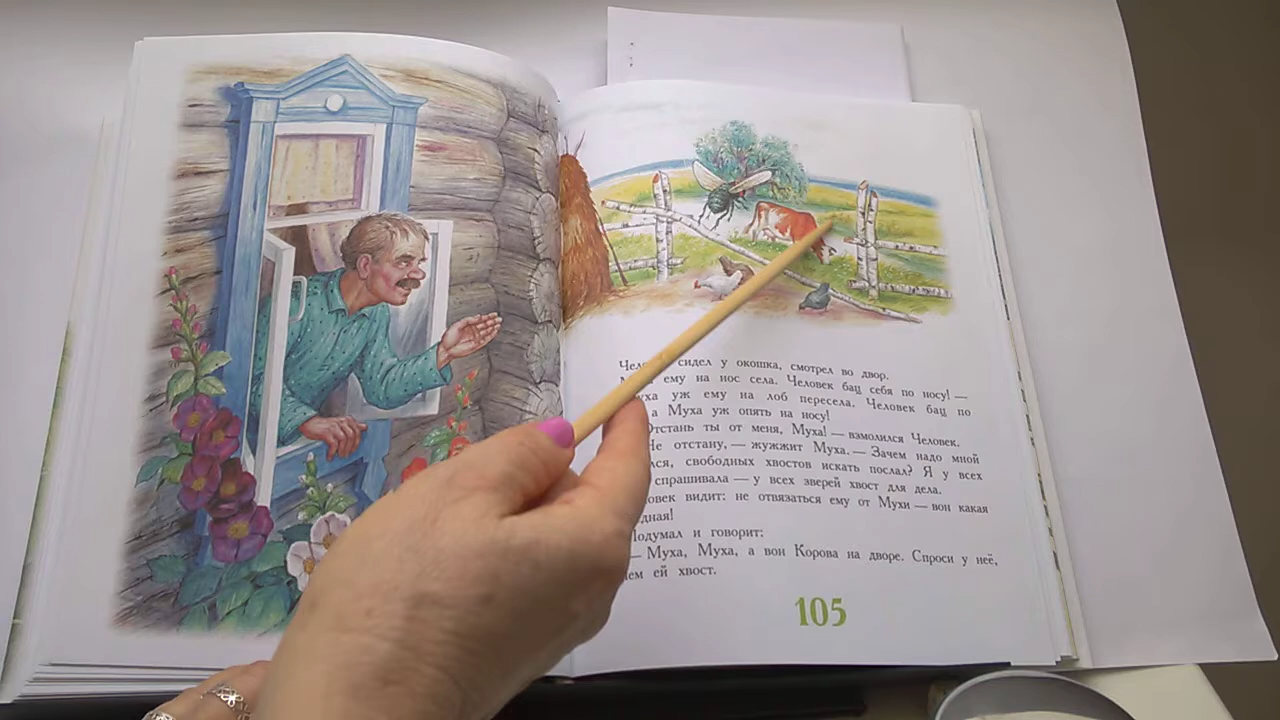 сидел у окошка, смотрел во двор.
ему на нос села. Человек бац себя по носу! —
уж ему на лоб пересела. Человек бац по
а Муха уж опять на носу!
Отстань ты от меня, Муха! — взмолился Человек.
Не отстану, — жужжит Муха. — Зачем надо мной
свободных хвостов искать послал? Я у всех
спрашивала — у всех зверей хвост для дела.
видит: не отвязаться ему от Мухи — вон какая
Подумал и говорит:
— Муха, Муха, а вон Корова на дворе. Спроси у неё,
ей хвост.
105